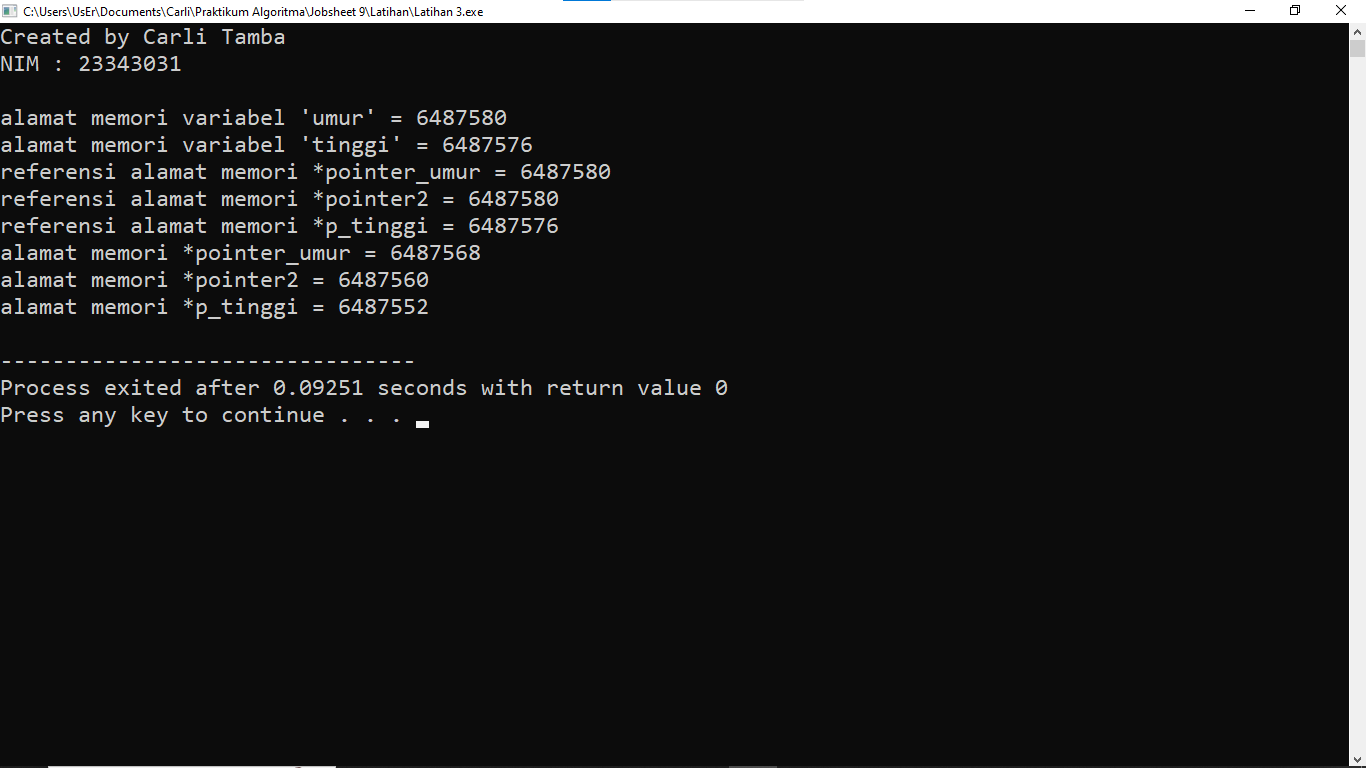 C:\Users\UsEr\Documents\Carli\Praktikum Algoritma\Jobsheet 9\Latihan\Latihan 3.exe
Created by Carli Tamba
NIM : 23343031
alamat memori variabel 'umur' = 6487580
alamat memori variabel 'tinggi' = 6487576
referensi alamat memori *pointer_umur = 6487580
referensi alamat memori *pointer2 = 6487580
referensi alamat memori *p_tinggi = 6487576
alamat memori *pointer_umur = 6487568
alamat memori *pointer2 = 6487560
alamat memori *p_tinggi = 6487552
--------------------------------
Process exited after 0.09251 seconds with return value 0
Press any key to continue . . .